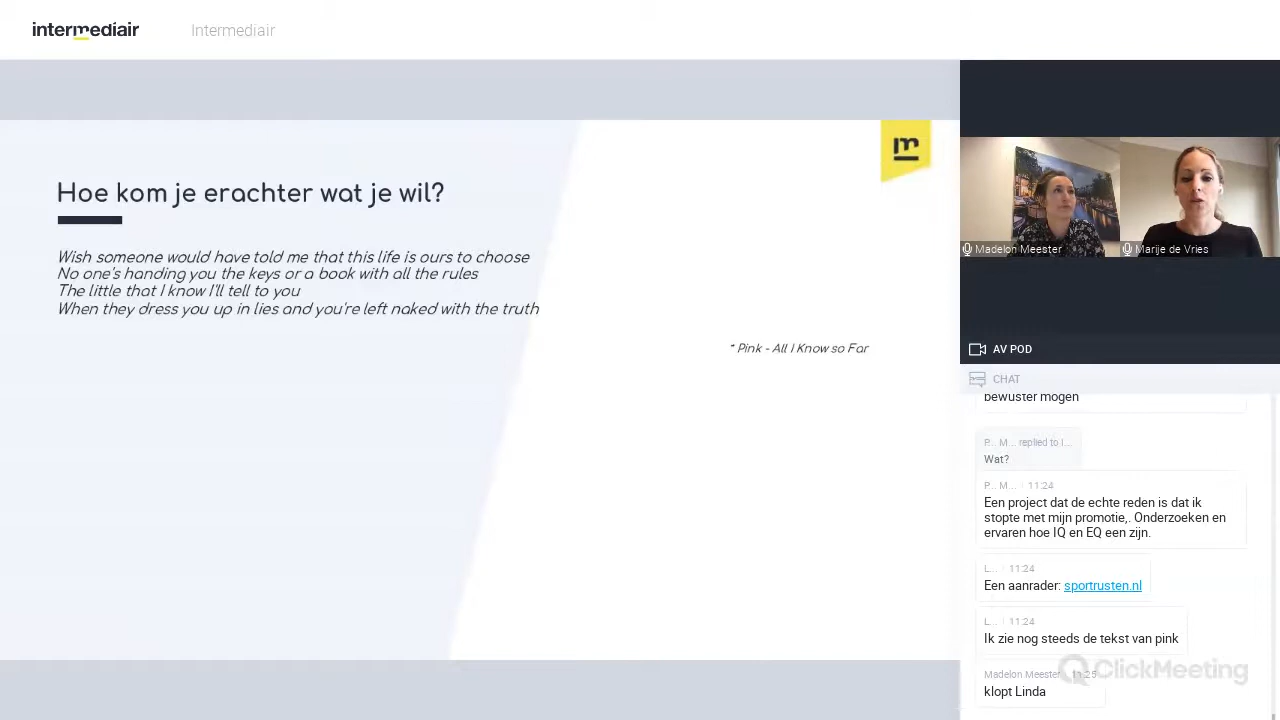 intermediair
Intermediair
m
Hoe kom je erachter wat je wil?
Wish someone would have told me that this life is ours to choose
No one's handing you the keys or a book with all the rules
The little that I know I'll tell to you
When they dress you up in lies and you're left naked with the truth
* Pink - All I Know so Far
Madelon Meester
Marije de Vries
AV POD
CHAT
bewuster mogen
P... M... replied to I...
Wat?
P... M... 11:24
Een project dat de echte reden is dat ik
stopte met mijn promotie,. Onderzoeken en
ervaren hoe IQ en EQ een zijn.
L... 11:24
Een aanrader: sportrusten.nl
L... 11:24
Ik zie nog steeds de tekst van pink
ClickMeeting
Madelon Meester 11:25
klopt Linda